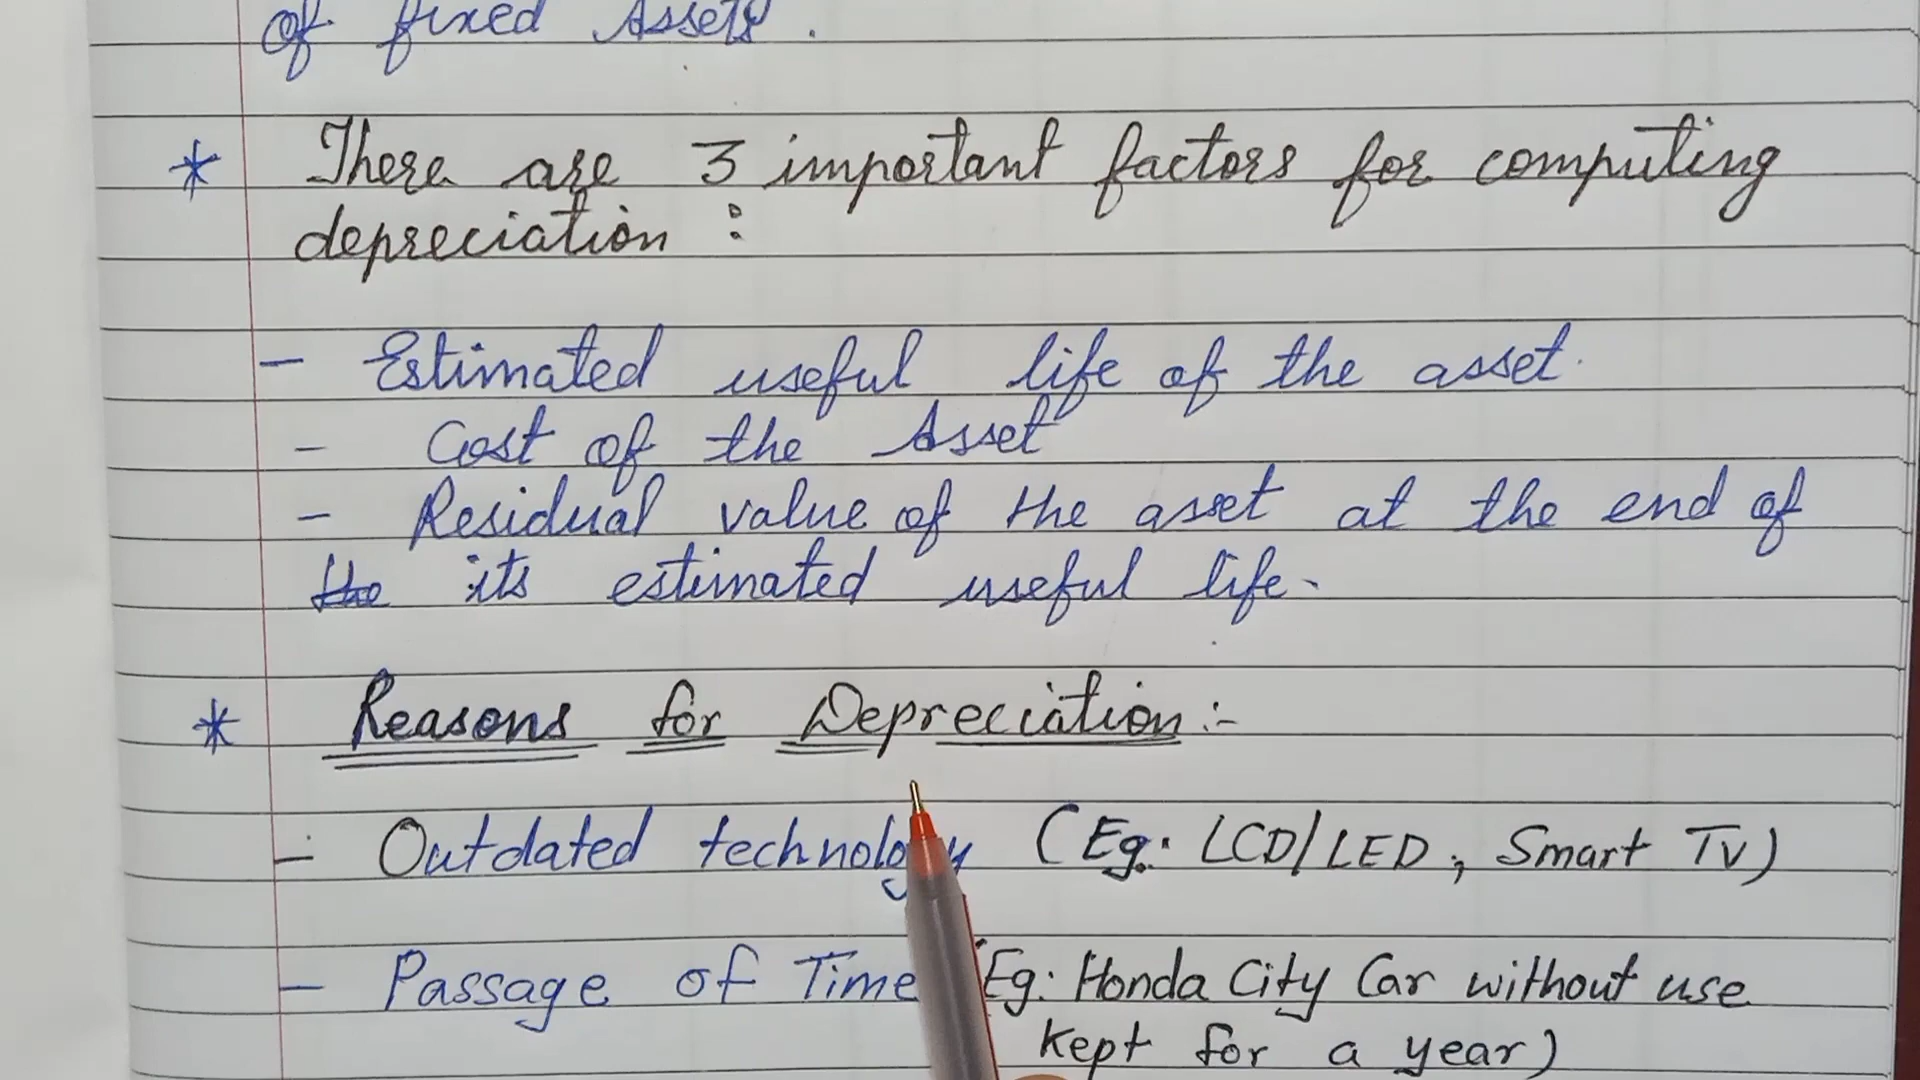 of fixed Assets.
* There are 3 important factors for computing
depreciation :
- Estimated useful life of the asset.
- Cost of the Asset
- Residual value of the asset at the end of
the its estimated useful life.
* Reasons for Depreciation :-
- Outdated technology (Eg: LCD/LED, Smart TV)
- Passage of Time (Eg: Honda City Car without use
kept for a year)